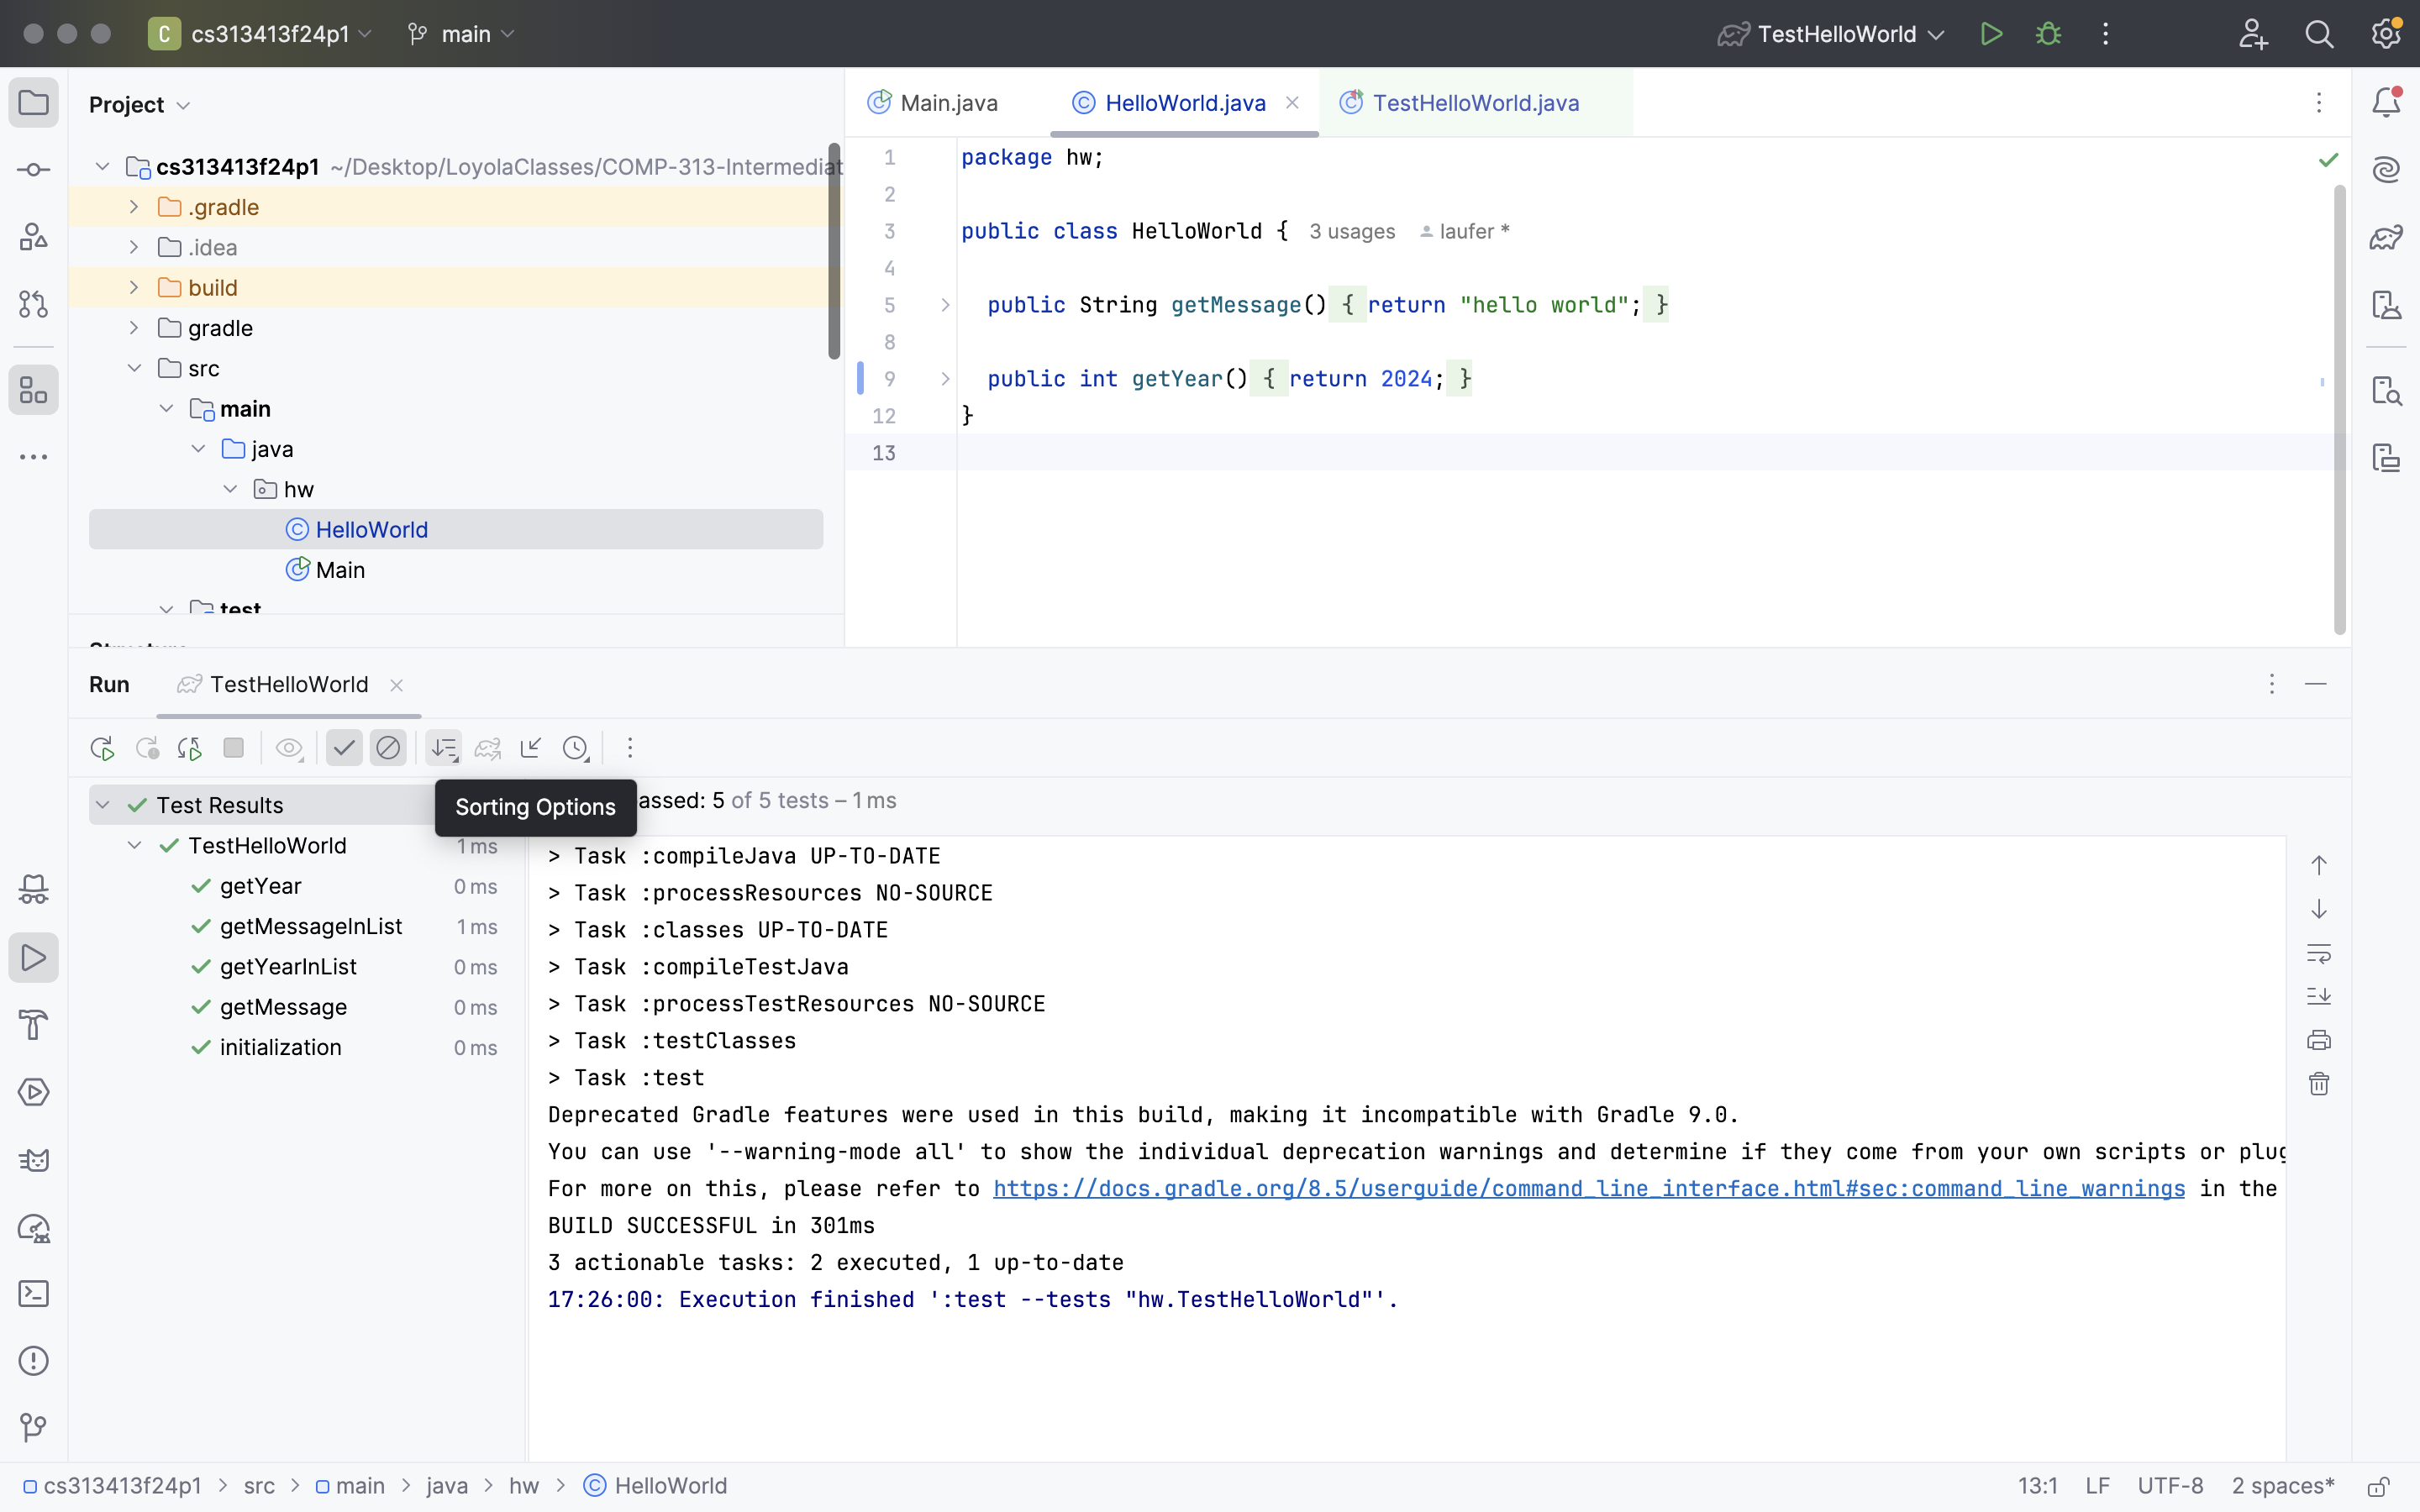 C cs313413f24p1 main TestHelloWorld
Project
cs313413f24p1 ~/Desktop/LoyolaClasses/COMP-313-Intermediat
.gradle
.idea
build
gradle
src
main
java
hw
HelloWorld
Main
test
Structure
Main.java HelloWorld.java TestHelloWorld.java
1 package hw;
2
3 public class HelloWorld { 3 usages laufer *
4
5 public String getMessage() { return "hello world"; }
8
9 public int getYear() { return 2024; }
12 }
13
Run TestHelloWorld
Sorting Options
assed: 5 of 5 tests – 1 ms
Test Results
TestHelloWorld 1 ms
getYear 0 ms
getMessageInList 1 ms
getYearInList 0 ms
getMessage 0 ms
initialization 0 ms
> Task :compileJava UP-TO-DATE
> Task :processResources NO-SOURCE
> Task :classes UP-TO-DATE
> Task :compileTestJava
> Task :processTestResources NO-SOURCE
> Task :testClasses
> Task :test
Deprecated Gradle features were used in this build, making it incompatible with Gradle 9.0.
You can use '--warning-mode all' to show the individual deprecation warnings and determine if they come from your own scripts or plug
For more on this, please refer to https://docs.gradle.org/8.5/userguide/command_line_interface.html#sec:command_line_warnings in the
BUILD SUCCESSFUL in 301ms
3 actionable tasks: 2 executed, 1 up-to-date
17:26:00: Execution finished ':test --tests "hw.TestHelloWorld"'.
cs313413f24p1 > src > main > java > hw > HelloWorld
13:1 LF UTF-8 2 spaces*